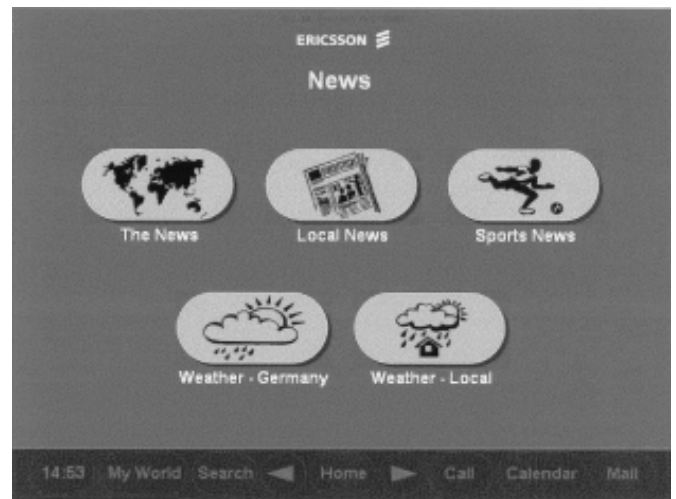 ERICSSON
News
The News
Local News
Sports News
Weather - Germany
Weather - Local
14:53 My World Search Home Call Calendar Mail